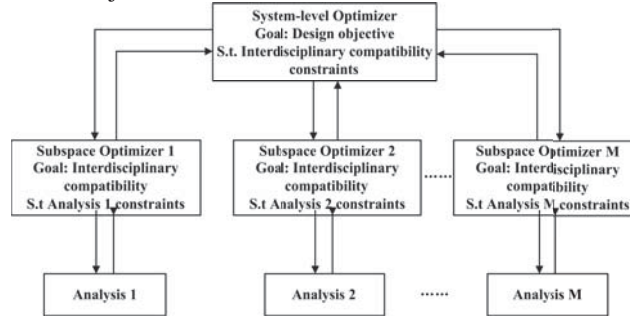 System-level Optimizer
Goal: Design objective
S.t. Interdisciplinary compatibility
constraints
Subspace Optimizer 1
Goal: Interdisciplinary
compatibility
S.t Analysis 1 constraints
Subspace Optimizer 2
Goal: Interdisciplinary
compatibility
S.t Analysis 2 constraints
......
Subspace Optimizer M
Goal: Interdisciplinary
compatibility
S.t Analysis M constraints
Analysis 1
Analysis 2
......
Analysis M